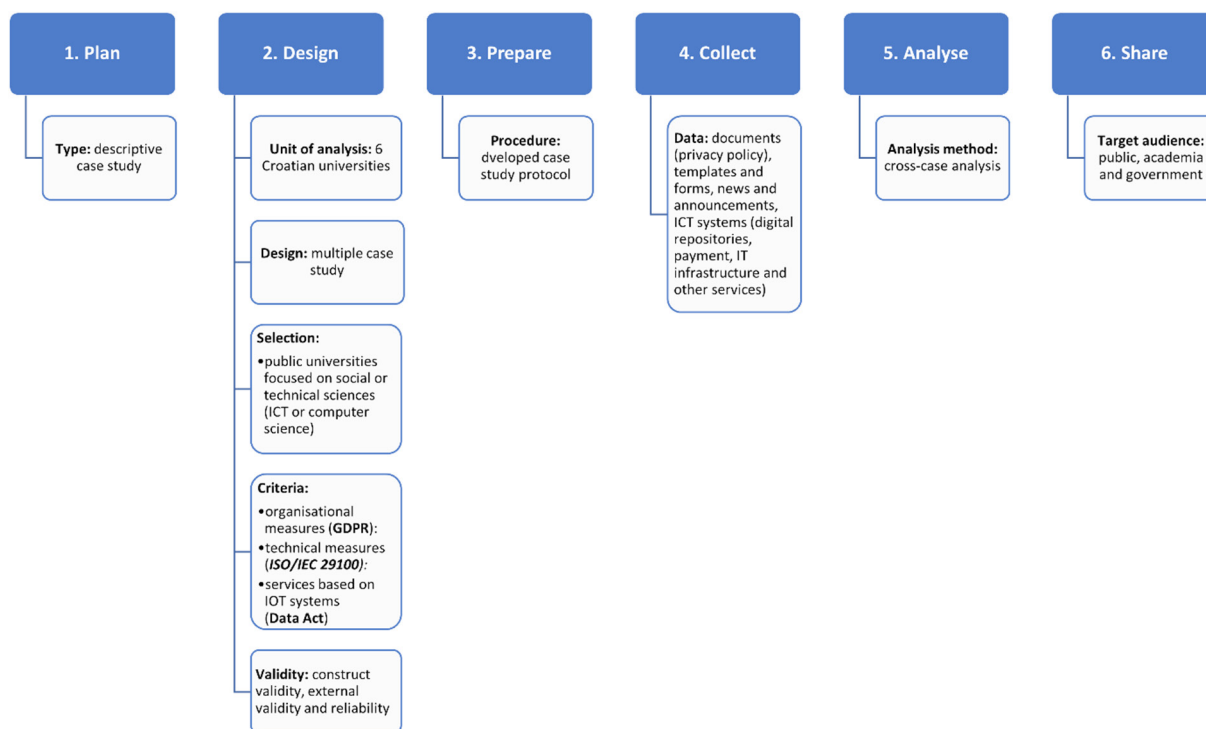 1. Plan
Type: descriptive
case study
2. Design
Unit of analysis: 6
Croatian universities
Design: multiple case
study
Selection:
•public universities
focused on social or
technical sciences
(ICT or computer
science)
Criteria:
•organisational
measures (GDPR):
•technical measures
(ISO/IEC 29100):
•services based on
IOT systems
(Data Act)
Validity: construct
validity, external
validity and reliability
3. Prepare
Procedure:
dveloped case
study protocol
4. Collect
Data: documents
(privacy policy),
templates and
forms, news and
announcements,
ICT systems (digital
repositories,
payment, IT
infrastructure and
other services)
5. Analyse
Analysis method:
cross-case analysis
6. Share
Target audience:
public, academia
and government